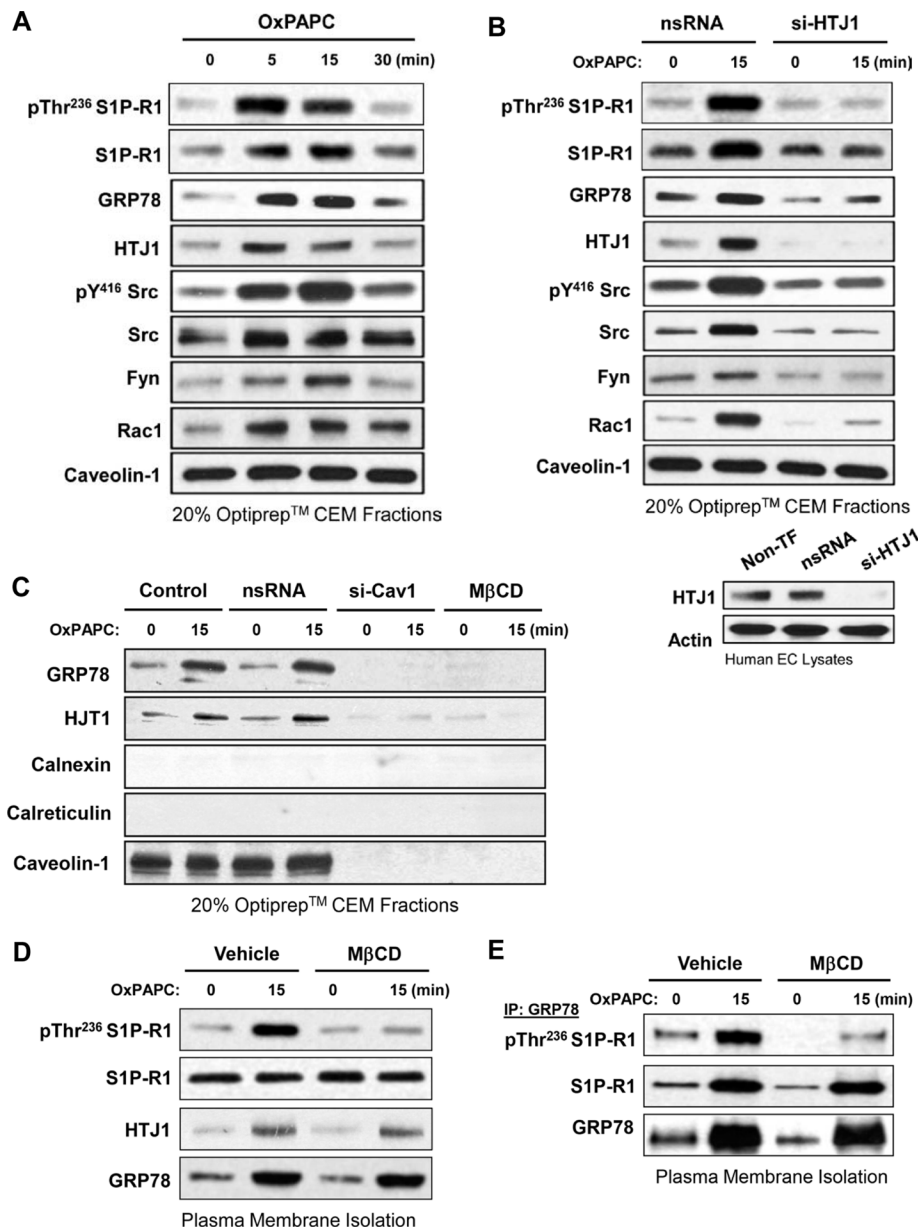 A
OxPAPC
0 5 15 30 (min)
pThr236 S1P-R1
S1P-R1
GRP78
HTJ1
pY416 Src
Src
Fyn
Rac1
Caveolin-1
20% OptiprepTM CEM Fractions
B
nsRNA si-HTJ1
OxPAPC: 0 15 0 15 (min)
pThr236 S1P-R1
S1P-R1
GRP78
HTJ1
pY416 Src
Src
Fyn
Rac1
Caveolin-1
20% OptiprepTM CEM Fractions
Non-TF nsRNA si-HTJ1
HTJ1
Actin
Human EC Lysates
C
Control nsRNA si-Cav1 MβCD
OxPAPC: 0 15 0 15 0 15 0 15 (min)
GRP78
HJT1
Calnexin
Calreticulin
Caveolin-1
20% OptiprepTM CEM Fractions
D
Vehicle MβCD
OxPAPC: 0 15 0 15 (min)
pThr236 S1P-R1
S1P-R1
HTJ1
GRP78
Plasma Membrane Isolation
E
Vehicle MβCD
OxPAPC: 0 15 0 15 (min)
IP: GRP78
pThr236 S1P-R1
S1P-R1
GRP78
Plasma Membrane Isolation